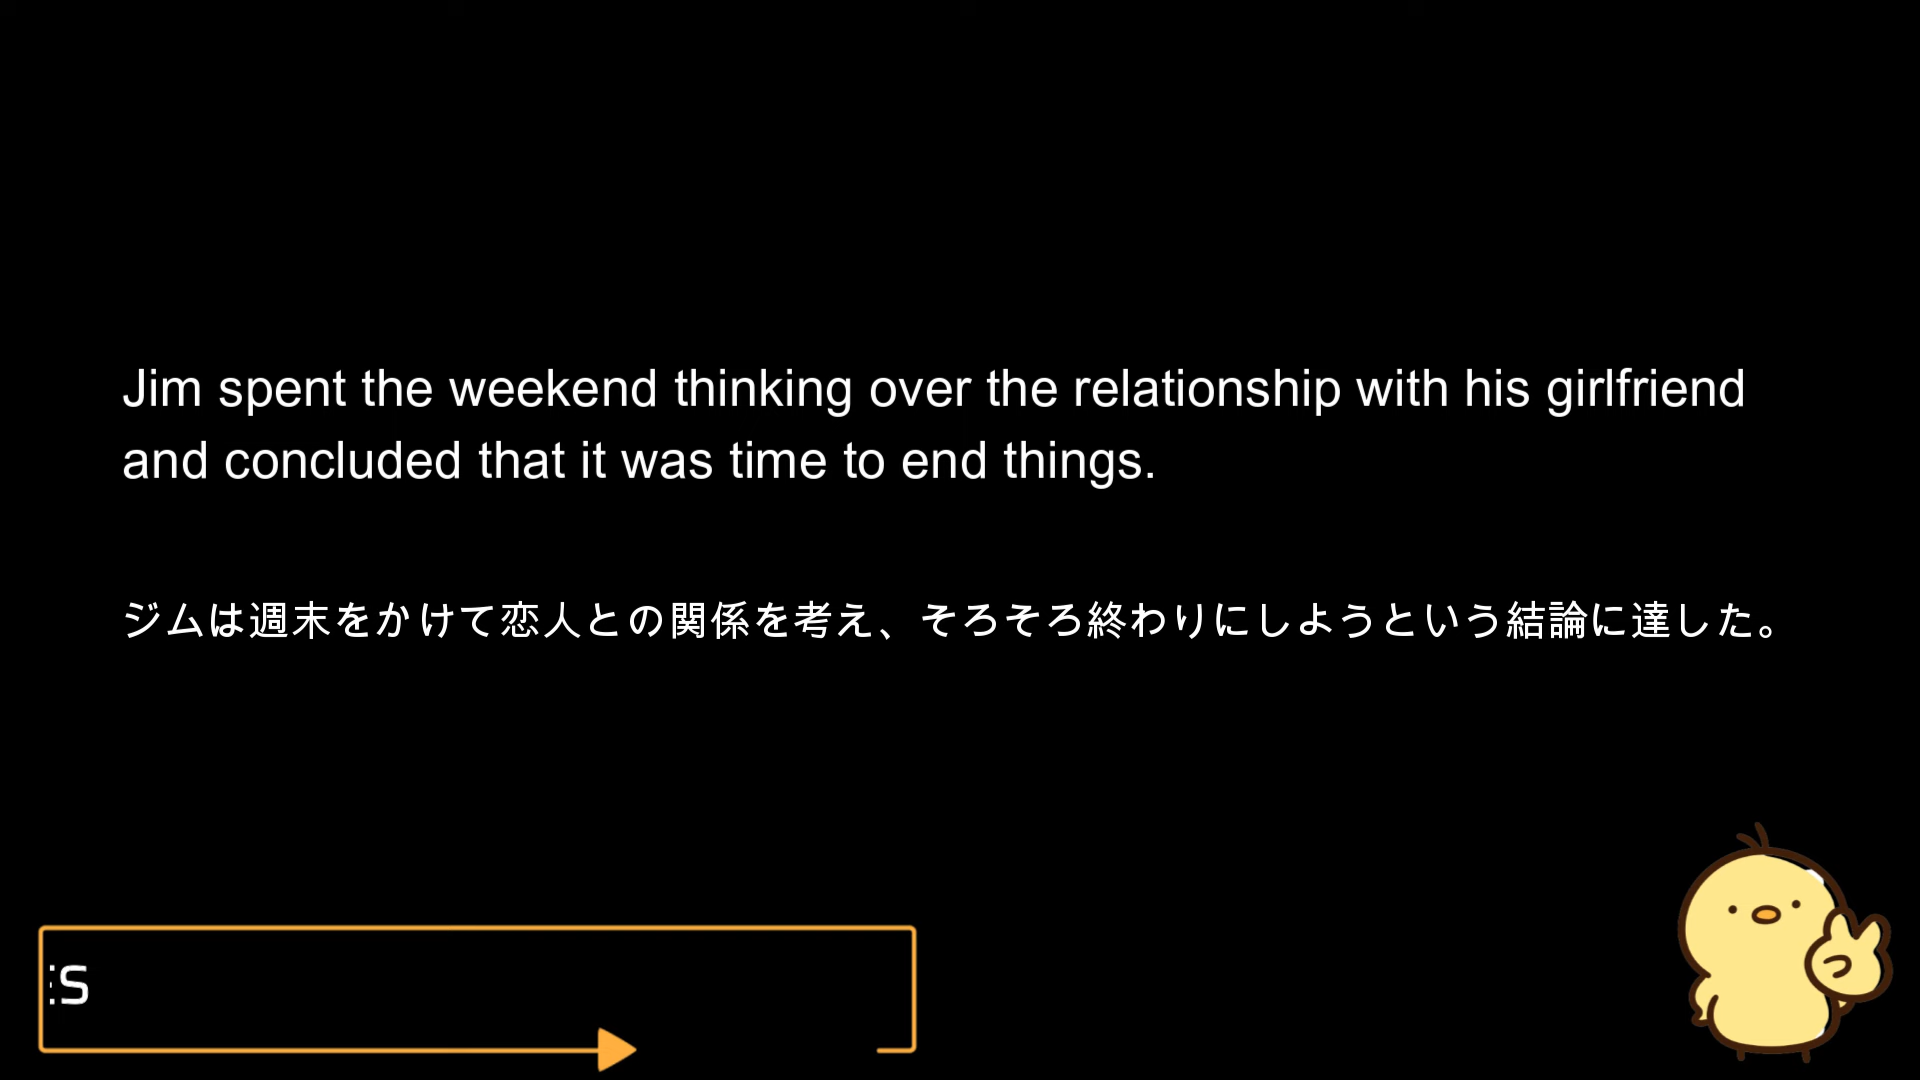 Jim spent the weekend thinking over the relationship with his girlfriend
and concluded that it was time to end things.
ジムは週末をかけて恋人との関係を考え、そろそろ終わりにしようという結論に達した。